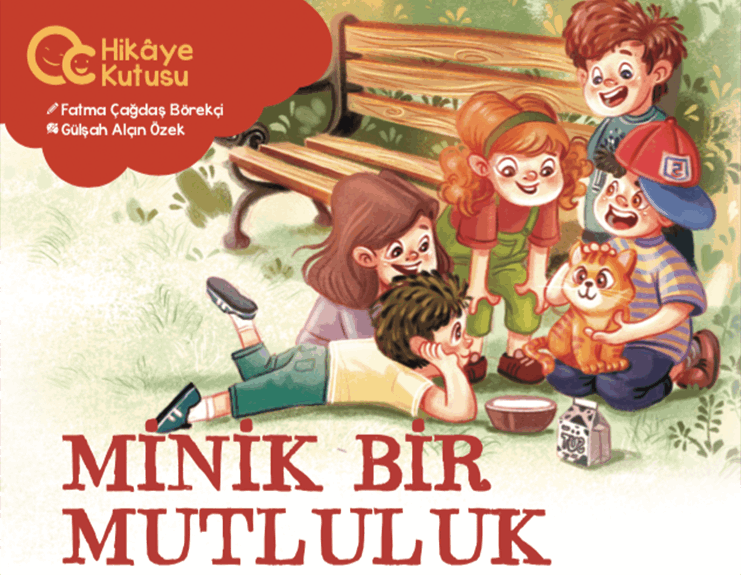 Hikâye
Kutusu
Fatma Çağdaş Börekçi
Gülşah Alçın Özek
MİNİK BİR
MUTLULUK